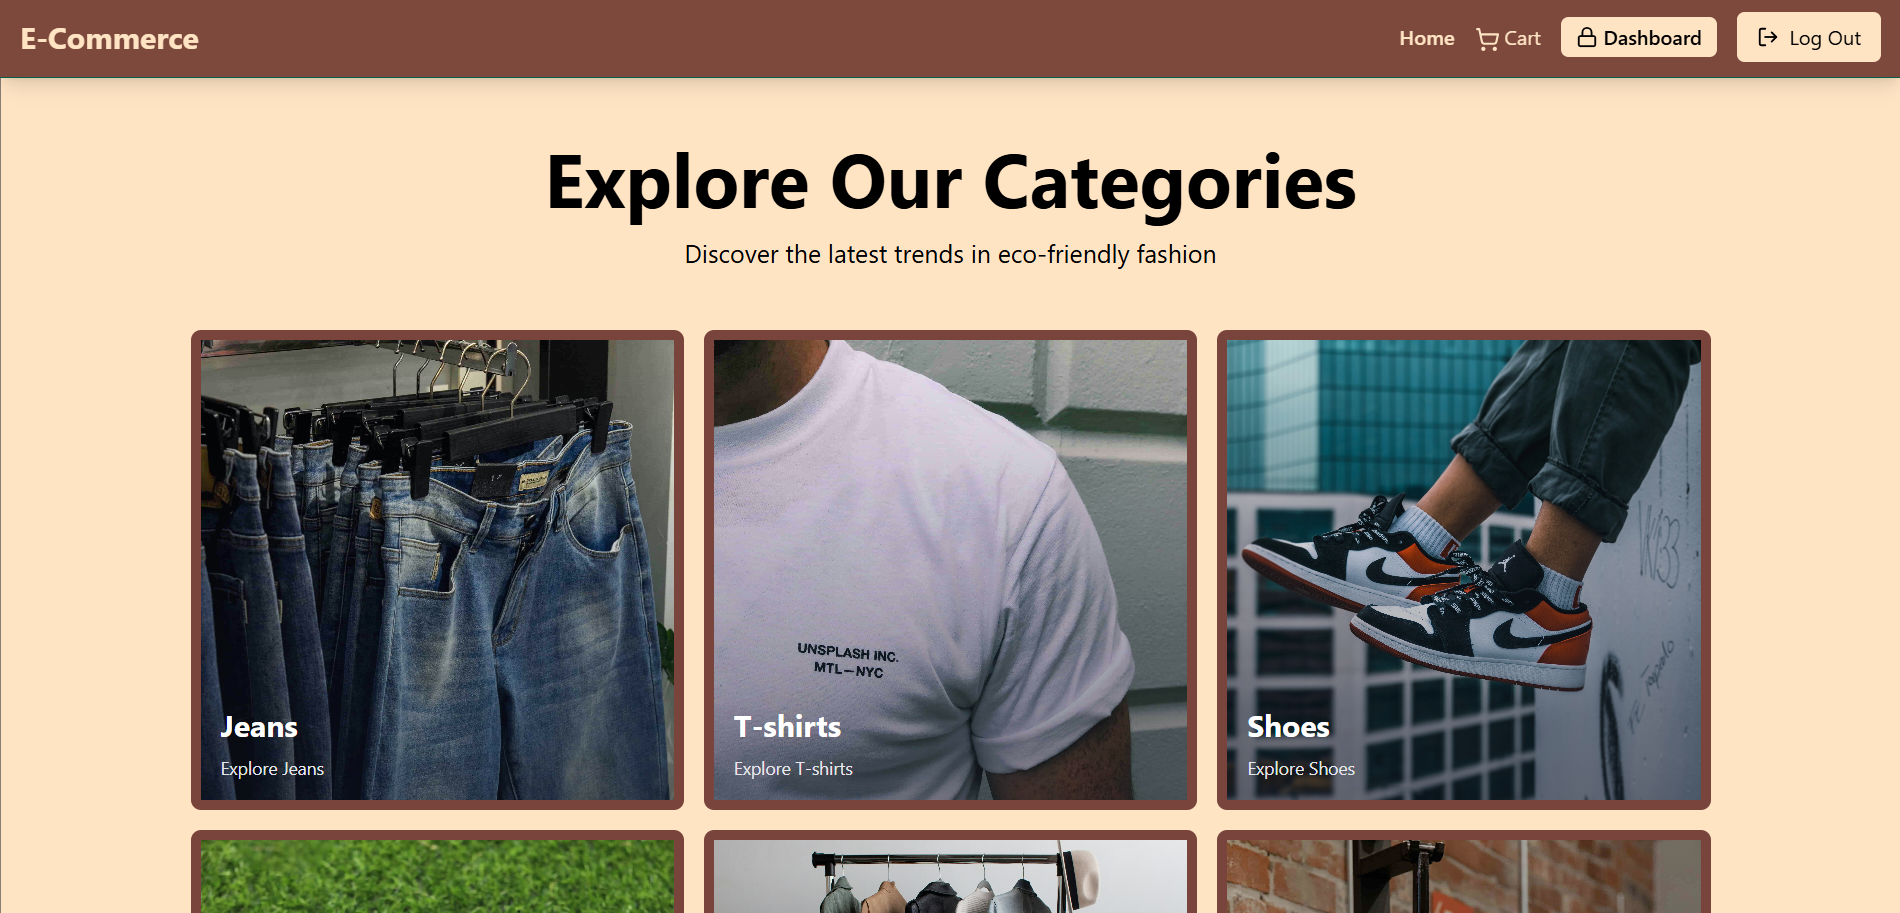 E-Commerce
Home
Cart
Dashboard
Log Out
Explore Our Categories
Discover the latest trends in eco-friendly fashion
UNSPLASH INC.
MTL—NYC
Jeans
Explore Jeans
T-shirts
Explore T-shirts
Shoes
Explore Shoes